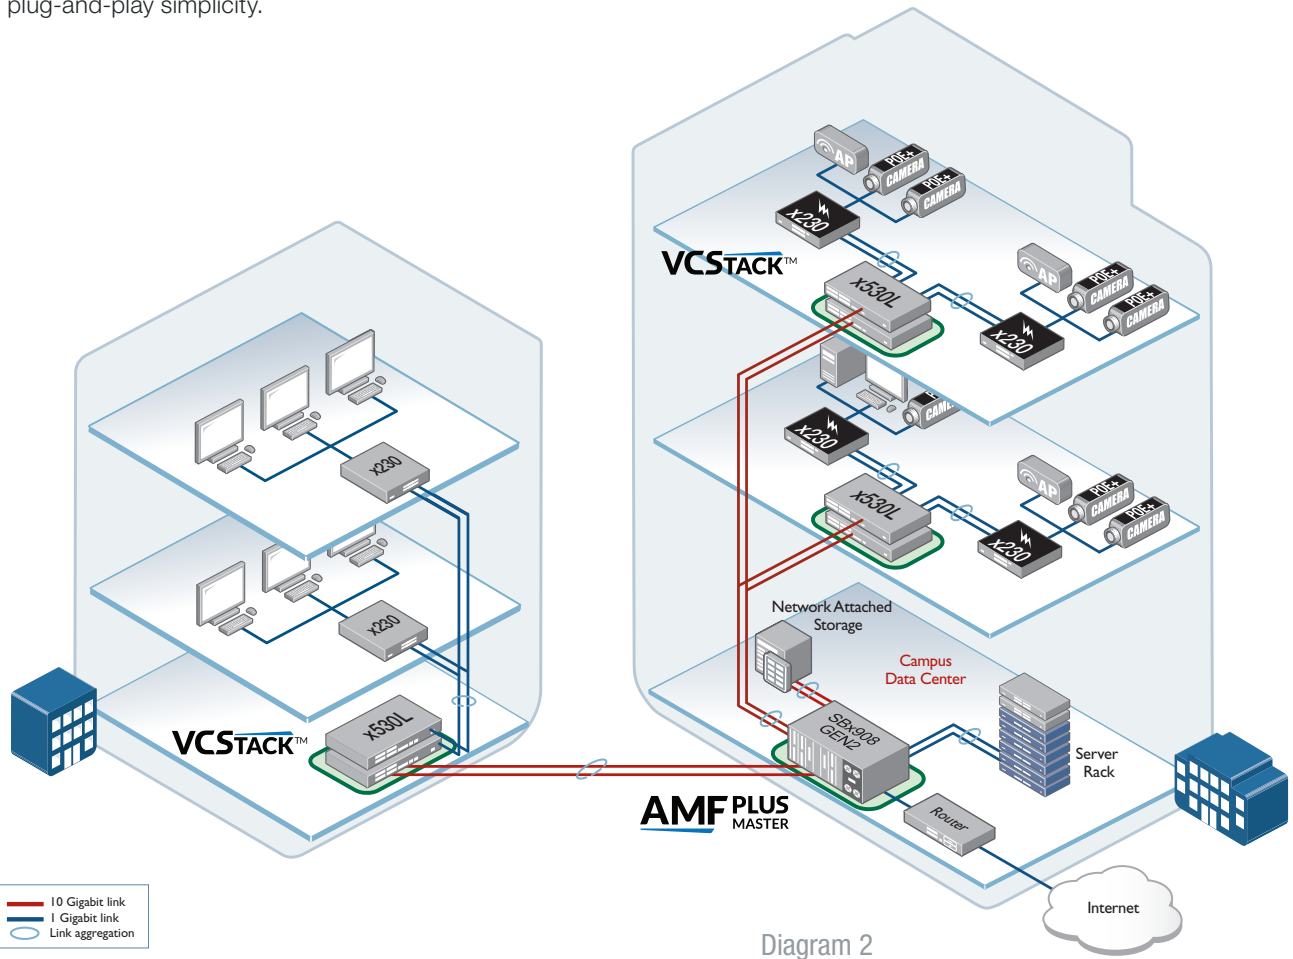 plug-and-play simplicity.
AP
POE+
CAMERA
POE+
CAMERA
x230
VCSTACK™
x530L
AP
POE+
CAMERA
POE+
CAMERA
x230
x230
x530L
AP
POE+
CAMERA
POE+
CAMERA
x230
x230
x230
VCSTACK™
x530L
Network Attached
Storage
Campus
Data Center
SBx908
GEN2
Server
Rack
AMF PLUS
MASTER
Router
Internet
10 Gigabit link
1 Gigabit link
Link aggregation
Diagram 2